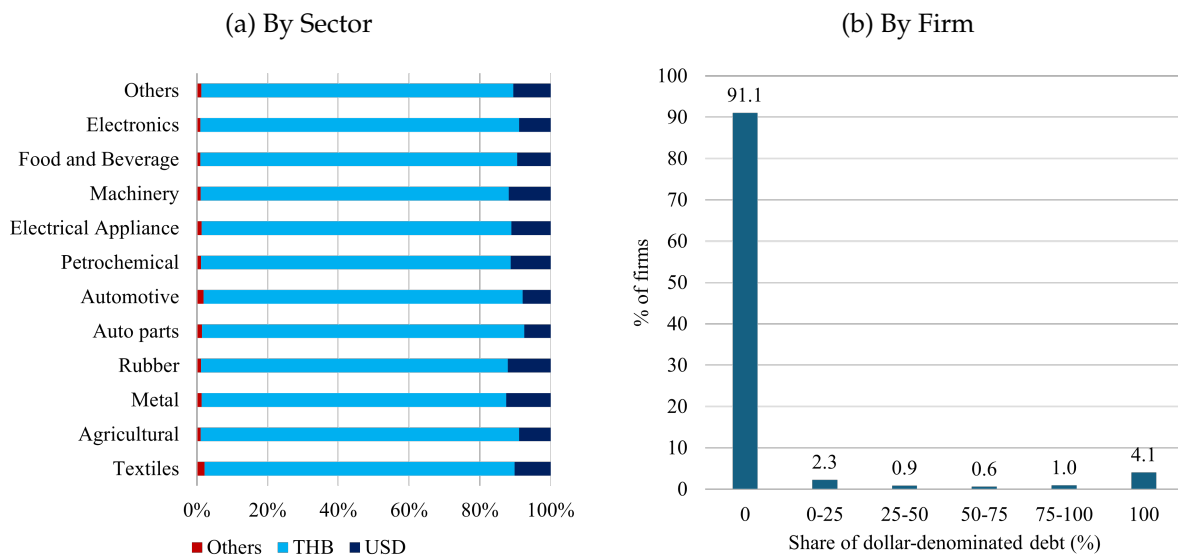 (a) By Sector
Others
Electronics
Food and Beverage
Machinery
Electrical Appliance
Petrochemical
Automotive
Auto parts
Rubber
Metal
Agricultural
Textiles
0% 20% 40% 60% 80% 100%
Others THB USD
(b) By Firm
% of firms
100
90
80
70
60
50
40
30
20
10
0
91.1 2.3 0.9 0.6 1.0 4.1
0 0-25 25-50 50-75 75-100 100
Share of dollar-denominated debt (%)